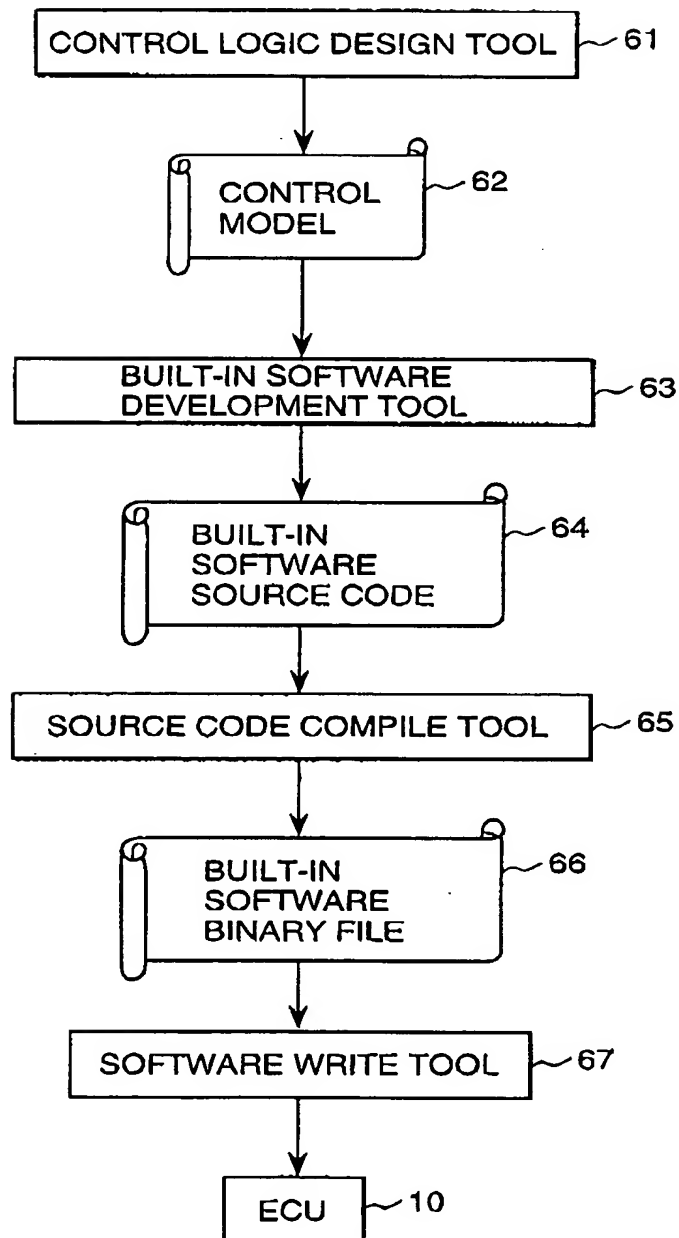 CONTROL LOGIC DESIGN TOOL 61
CONTROL
MODEL
62
BUILT-IN SOFTWARE
DEVELOPMENT TOOL
63
BUILT-IN
SOFTWARE
SOURCE CODE
64
SOURCE CODE COMPILE TOOL 65
BUILT-IN
SOFTWARE
BINARY FILE
66
SOFTWARE WRITE TOOL 67
ECU 10